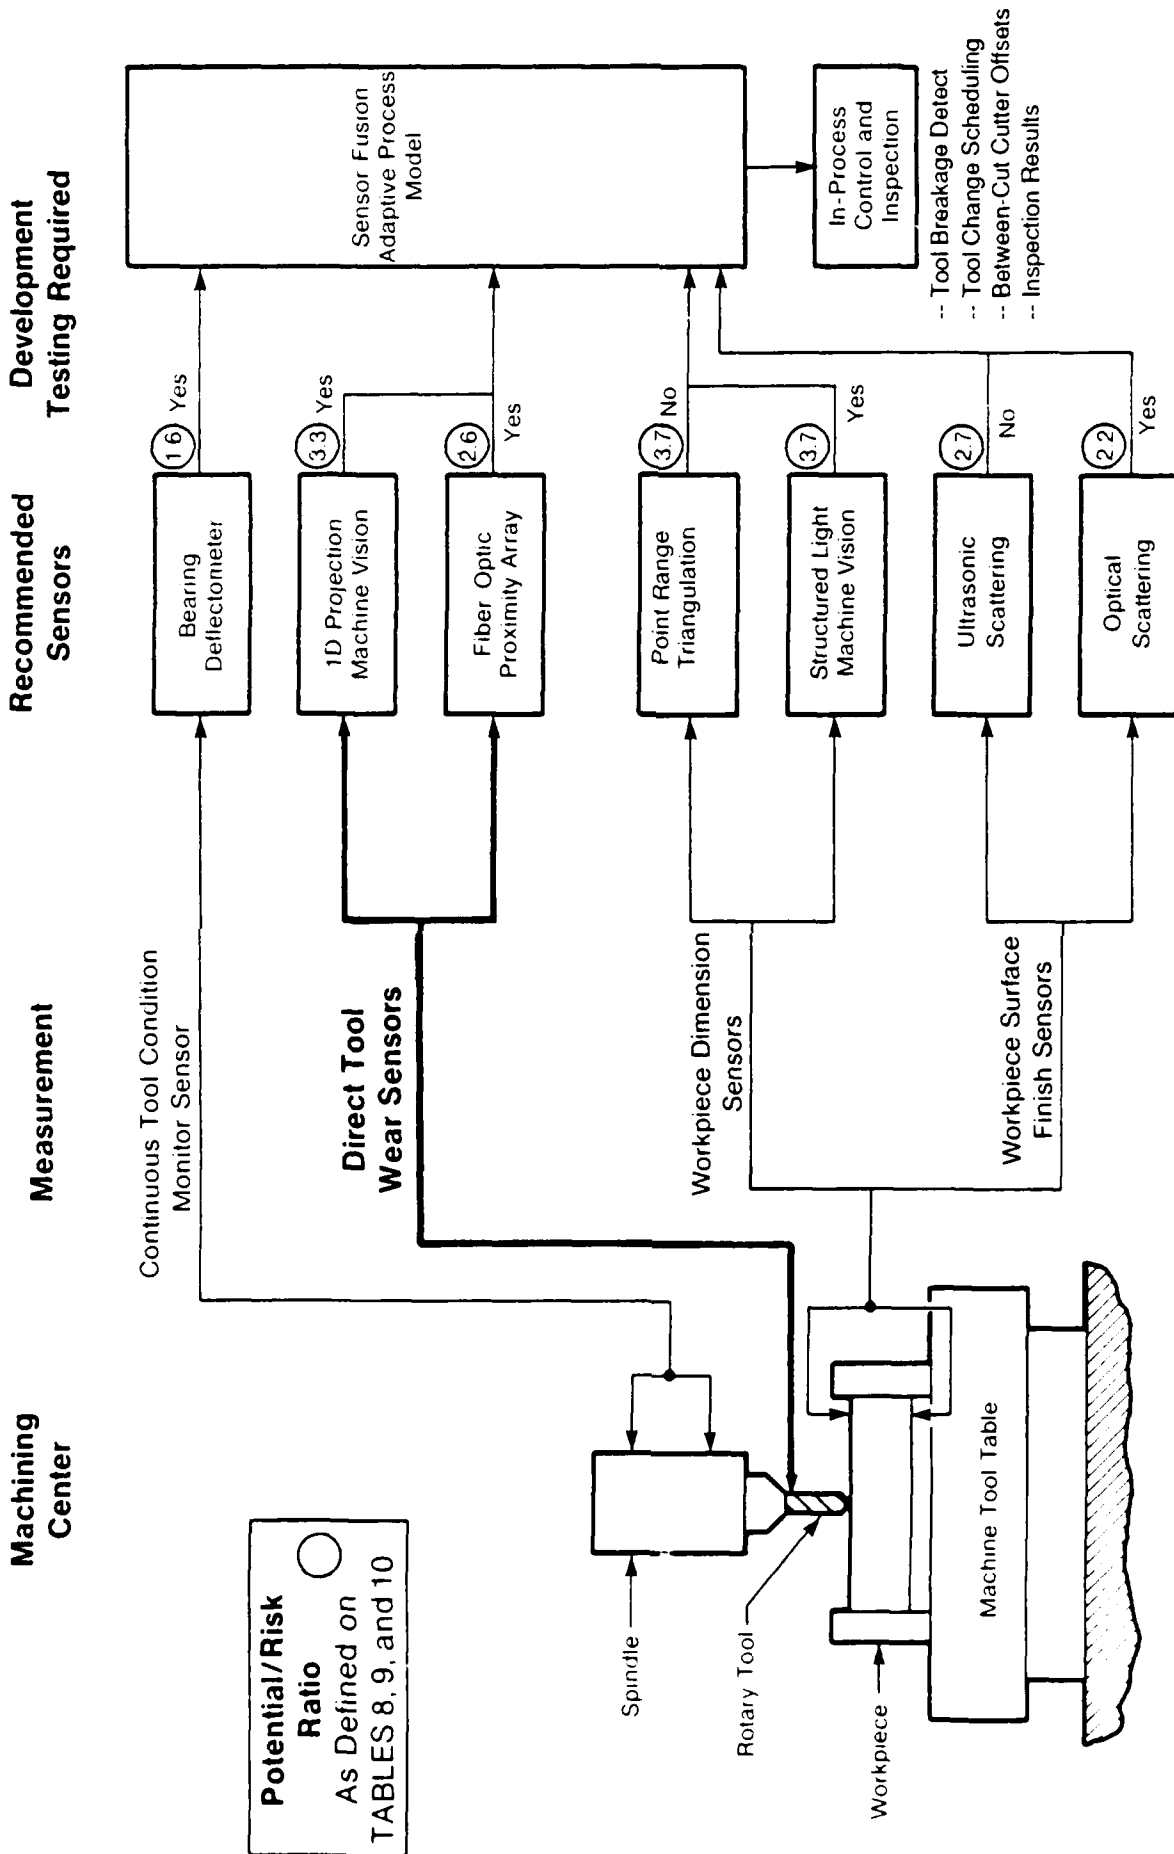 Machining
Center
Measurement
Recommended
Sensors
Development
Testing Required
Potential/Risk
Ratio
As Defined on
TABLES 8, 9, and 10
Spindle
Rotary Tool
Workpiece
Machine Tool Table
Continuous Tool Condition
Monitor Sensor
Direct Tool
Wear Sensors
Workpiece Dimension
Sensors
Workpiece Surface
Finish Sensors
Bearing
Deflectometer
1 6
Yes
1D Projection
Machine Vision
3.3
Yes
Fiber Optic
Proximity Array
2.6
Yes
Point Range
Triangulation
3.7
No
Structured Light
Machine Vision
3.7
Yes
Ultrasonic
Scattering
2.7
No
Optical
Scattering
2.2
Yes
Sensor Fusion
Adaptive Process
Model
In-Process
Control and
Inspection
-- Tool Breakage Detect
-- Tool Change Scheduling
-- Between-Cut Cutter Offsets
-- Inspection Results